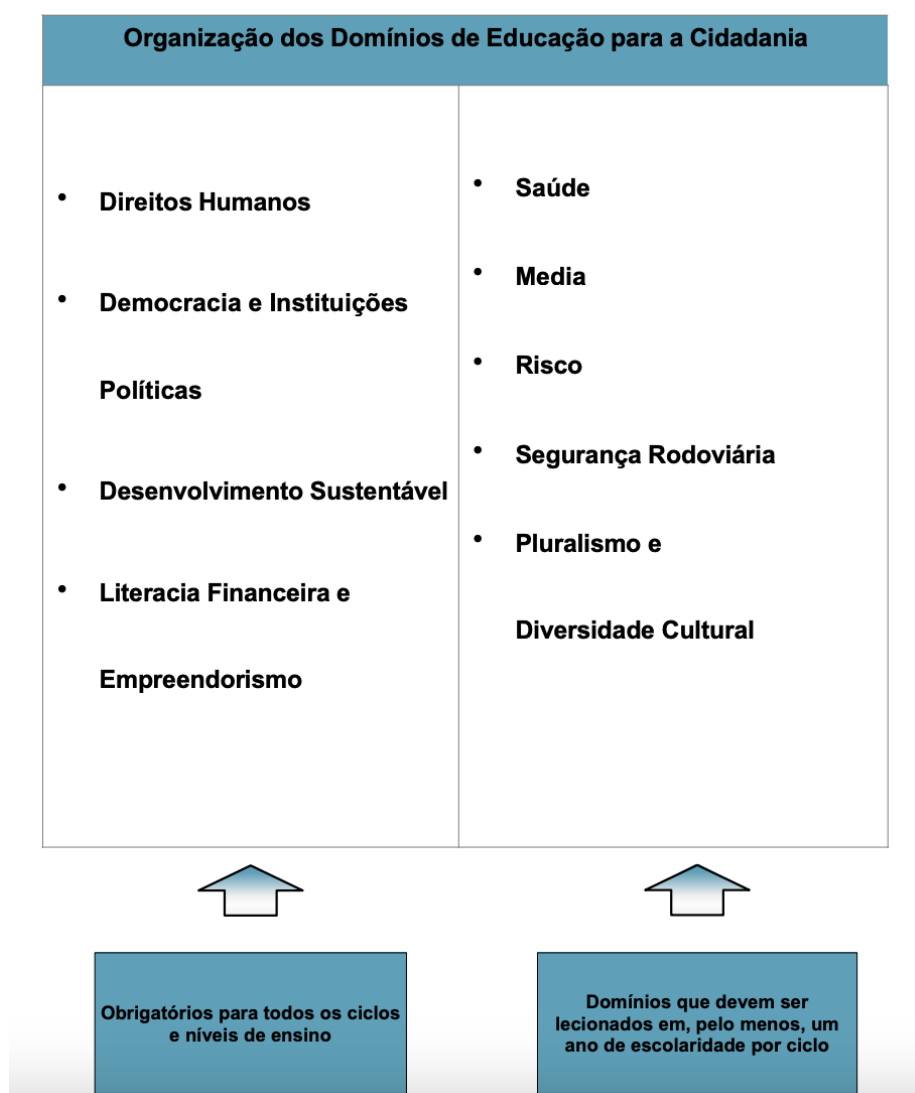 Organização dos Domínios de Educação para a Cidadania
• Direitos Humanos
• Democracia e Instituições
Políticas
• Desenvolvimento Sustentável
• Literacia Financeira e
Empreendorismo
• Saúde
• Media
• Risco
• Segurança Rodoviária
• Pluralismo e
Diversidade Cultural
Obrigatórios para todos os ciclos
e níveis de ensino
Domínios que devem ser
lecionados em, pelo menos, um
ano de escolaridade por ciclo